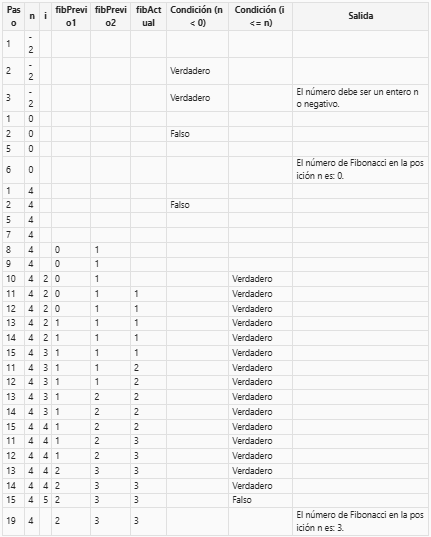 Paso n i fibPrevio1 fibPrevio2 fibActual Condición (n < 0) Condición (i <= n) Salida
1 -2
2 -2 Verdadero
3 -2 Verdadero El número debe ser un entero no negativo.
1 0
2 0 Falso
5 0
6 0 El número de Fibonacci en la posición n es: 0.
1 4
2 4 Falso
5 4
7 4
8 4 0 1
9 4 0 1
10 4 2 0 1 Verdadero
11 4 2 0 1 1 Verdadero
12 4 2 0 1 1 Verdadero
13 4 2 1 1 1 Verdadero
14 4 2 1 1 1 Verdadero
15 4 3 1 1 1 Verdadero
11 4 3 1 1 2 Verdadero
12 4 3 1 1 2 Verdadero
13 4 3 1 2 2 Verdadero
14 4 3 1 2 2 Verdadero
15 4 4 1 2 2 Verdadero
11 4 4 1 2 3 Verdadero
12 4 4 1 2 3 Verdadero
13 4 4 2 3 3 Verdadero
14 4 4 2 3 3 Verdadero
15 4 5 2 3 3 Falso
19 4 2 3 3 El número de Fibonacci en la posición n es: 3.